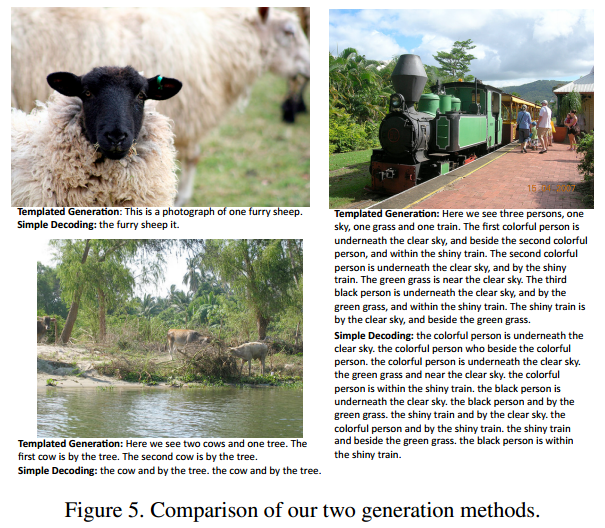 Templated Generation: This is a photograph of one furry sheep.
Simple Decoding: the furry sheep it.
Templated Generation: Here we see two cows and one tree. The
first cow is by the tree. The second cow is by the tree.
Simple Decoding: the cow and by the tree. the cow and by the tree.
Templated Generation: Here we see three persons, one
sky, one grass and one train. The first colorful person is
underneath the clear sky, and beside the second colorful
person, and within the shiny train. The second colorful
person is underneath the clear sky, and by the shiny
train. The green grass is near the clear sky. The third
black person is underneath the clear sky, and by the
green grass, and within the shiny train. The shiny train is
by the clear sky, and beside the green grass.
Simple Decoding: the colorful person is underneath the
clear sky. the colorful person who beside the colorful
person. the colorful person is underneath the clear sky.
the green grass and near the clear sky. the colorful
person is within the shiny train. the black person is
underneath the clear sky. the black person and by the
green grass. the shiny train and by the clear sky. the
colorful person and by the shiny train. the shiny train
and beside the green grass. the black person is within
the shiny train.
Figure 5. Comparison of our two generation methods.